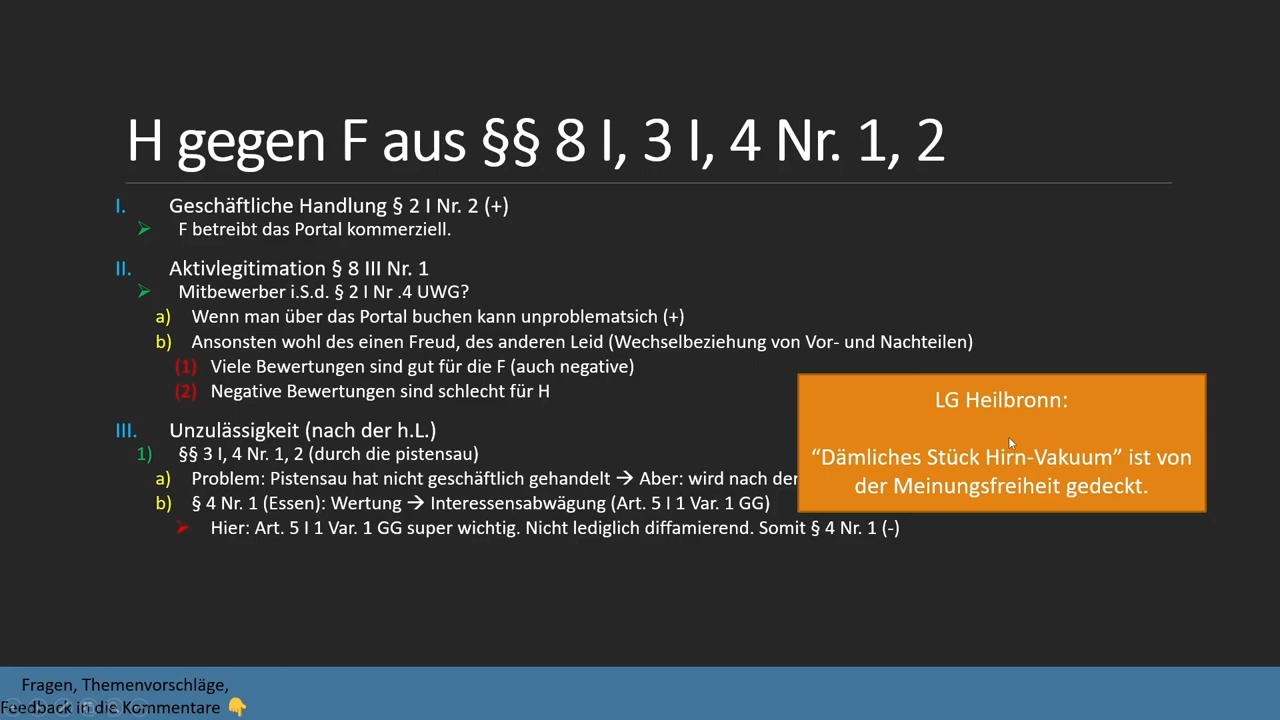 H gegen F aus §§ 8 I, 3 I, 4 Nr. 1, 2
I. Geschäftliche Handlung § 2 I Nr. 2 (+)
F betreibt das Portal kommerziell.
II. Aktivlegitimation § 8 III Nr. 1
Mitbewerber i.S.d. § 2 I Nr .4 UWG?
a) Wenn man über das Portal buchen kann unproblematsich (+)
b) Ansonsten wohl des einen Freud, des anderen Leid (Wechselbeziehung von Vor- und Nachteilen)
(1) Viele Bewertungen sind gut für die F (auch negative)
(2) Negative Bewertungen sind schlecht für H
III. Unzulässigkeit (nach der h.L.)
1) §§ 3 I, 4 Nr. 1, 2 (durch die pistensau)
a) Problem: Pistensau hat nicht geschäftlich gehandelt → Aber: wird nach der
b) § 4 Nr. 1 (Essen): Wertung → Interessensabwägung (Art. 5 I 1 Var. 1 GG)
Hier: Art. 5 I 1 Var. 1 GG super wichtig. Nicht lediglich diffamierend. Somit § 4 Nr. 1 (-)
LG Heilbronn:
“Dämliches Stück Hirn-Vakuum” ist von
der Meinungsfreiheit gedeckt.
Fragen, Themenvorschläge,
Feedback in die Kommentare 👇